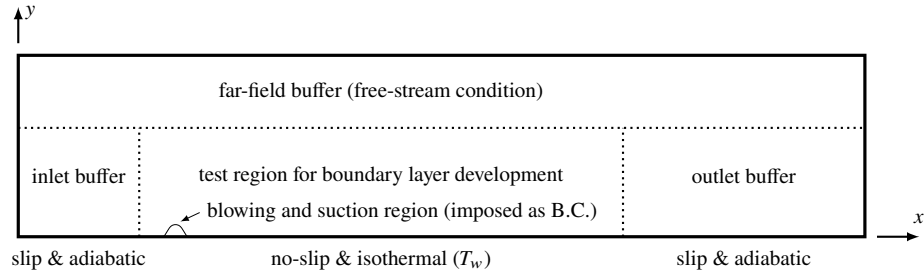 y
far-field buffer (free-stream condition)
inlet buffer
test region for boundary layer development
outlet buffer
blowing and suction region (imposed as B.C.)
x
slip & adiabatic
no-slip & isothermal (T_w)
slip & adiabatic